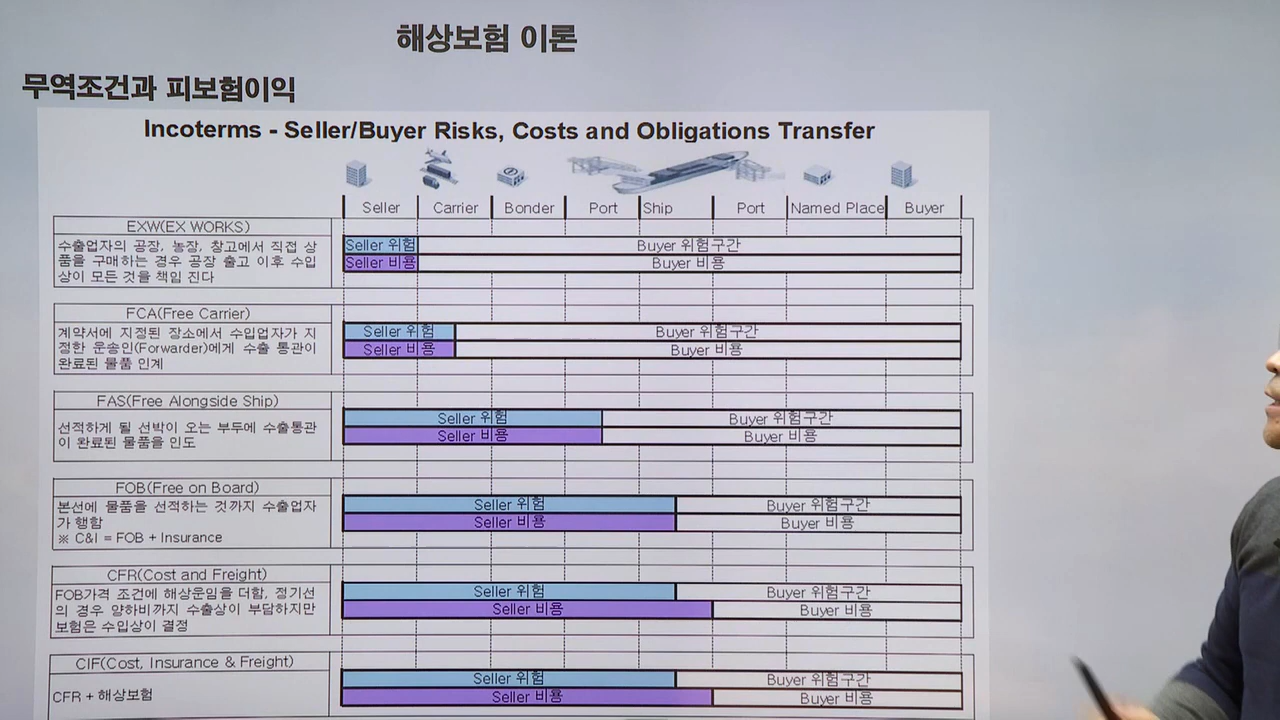 해상보험 이론
무역조건과 피보험이익
Incoterms - Seller/Buyer Risks, Costs and Obligations Transfer
Seller Carrier Bonder Port Ship Port Named Place Buyer
EXW(EX WORKS)
수출업자의 공장, 농장, 창고에서 직접 상
품을 구매하는 경우 공장 출고 이후 수입
상이 모든 것을 책임 진다
Seller 위험 Buyer 위험구간
Seller 비용 Buyer 비용
FCA(Free Carrier)
계약서에 지정된 장소에서 수입업자가 지
정한 운송인(Forwarder)에게 수출 통관이
완료된 물품 인계
Seller 위험 Buyer 위험구간
Seller 비용 Buyer 비용
FAS(Free Alongside Ship)
선적하게 될 선박이 오는 부두에 수출통관
이 완료된 물품을 인도
Seller 위험 Buyer 위험구간
Seller 비용 Buyer 비용
FOB(Free on Board)
본선에 물품을 선적하는 것까지 수출업자
가 행함
※ C&I = FOB + Insurance
Seller 위험 Buyer 위험구간
Seller 비용 Buyer 비용
CFR(Cost and Freight)
FOB가격 조건에 해상운임을 더함, 정기선
의 경우 양하비까지 수출상이 부담하지만
보험은 수입상이 결정
Seller 위험 Buyer 위험구간
Seller 비용 Buyer 비용
CIF(Cost, Insurance & Freight)
CFR + 해상보험
Seller 위험 Buyer 위험구간
Seller 비용 Buyer 비용